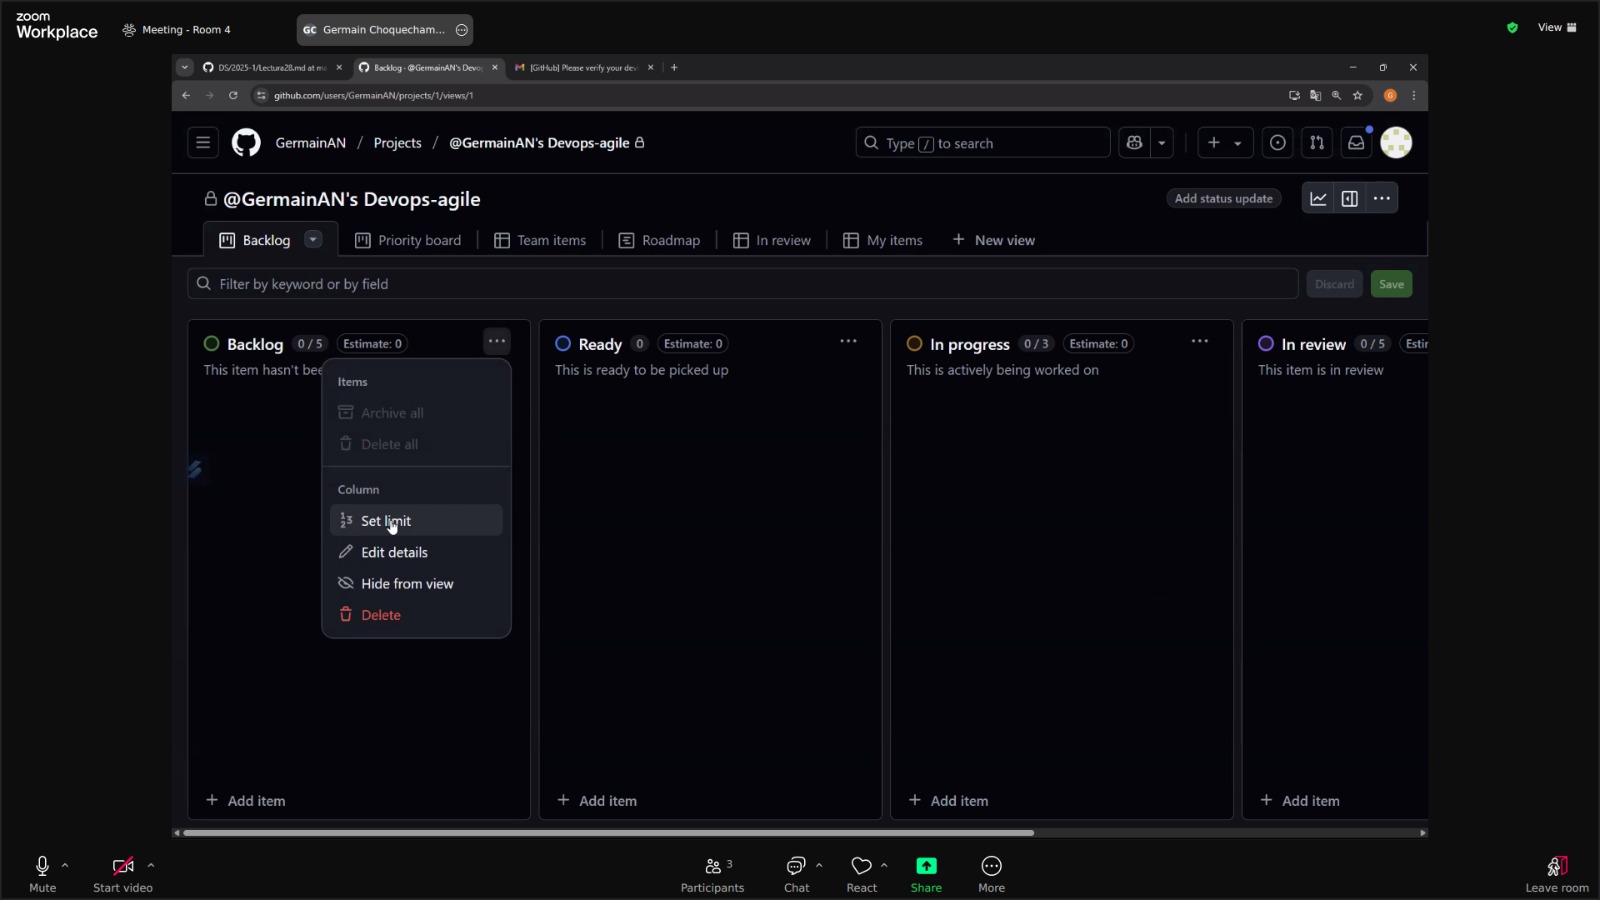 zoom
Workplace
Meeting - Room 4
GC Germain Choquecham...
View
DS/2025-1/Lectura28.md at ma
Backlog - @GermainAN's Devo
[GitHub] Please verify your dev
github.com/users/GermainAN/projects/1/views/1
GermainAN / Projects / @GermainAN's Devops-agile
Type / to search
@GermainAN's Devops-agile
Add status update
Backlog
Priority board
Team items
Roadmap
In review
My items
New view
Filter by keyword or by field
Discard
Save
Backlog 0 / 5 Estimate: 0
This item hasn't bee
Items
Archive all
Delete all
Column
Set limit
Edit details
Hide from view
Delete
+ Add item
Ready 0 Estimate: 0
This is ready to be picked up
+ Add item
In progress 0 / 3 Estimate: 0
This is actively being worked on
+ Add item
In review 0 / 5 Estir
This item is in review
+ Add item
Mute
Start video
Participants 3
Chat
React
Share
More
Leave room